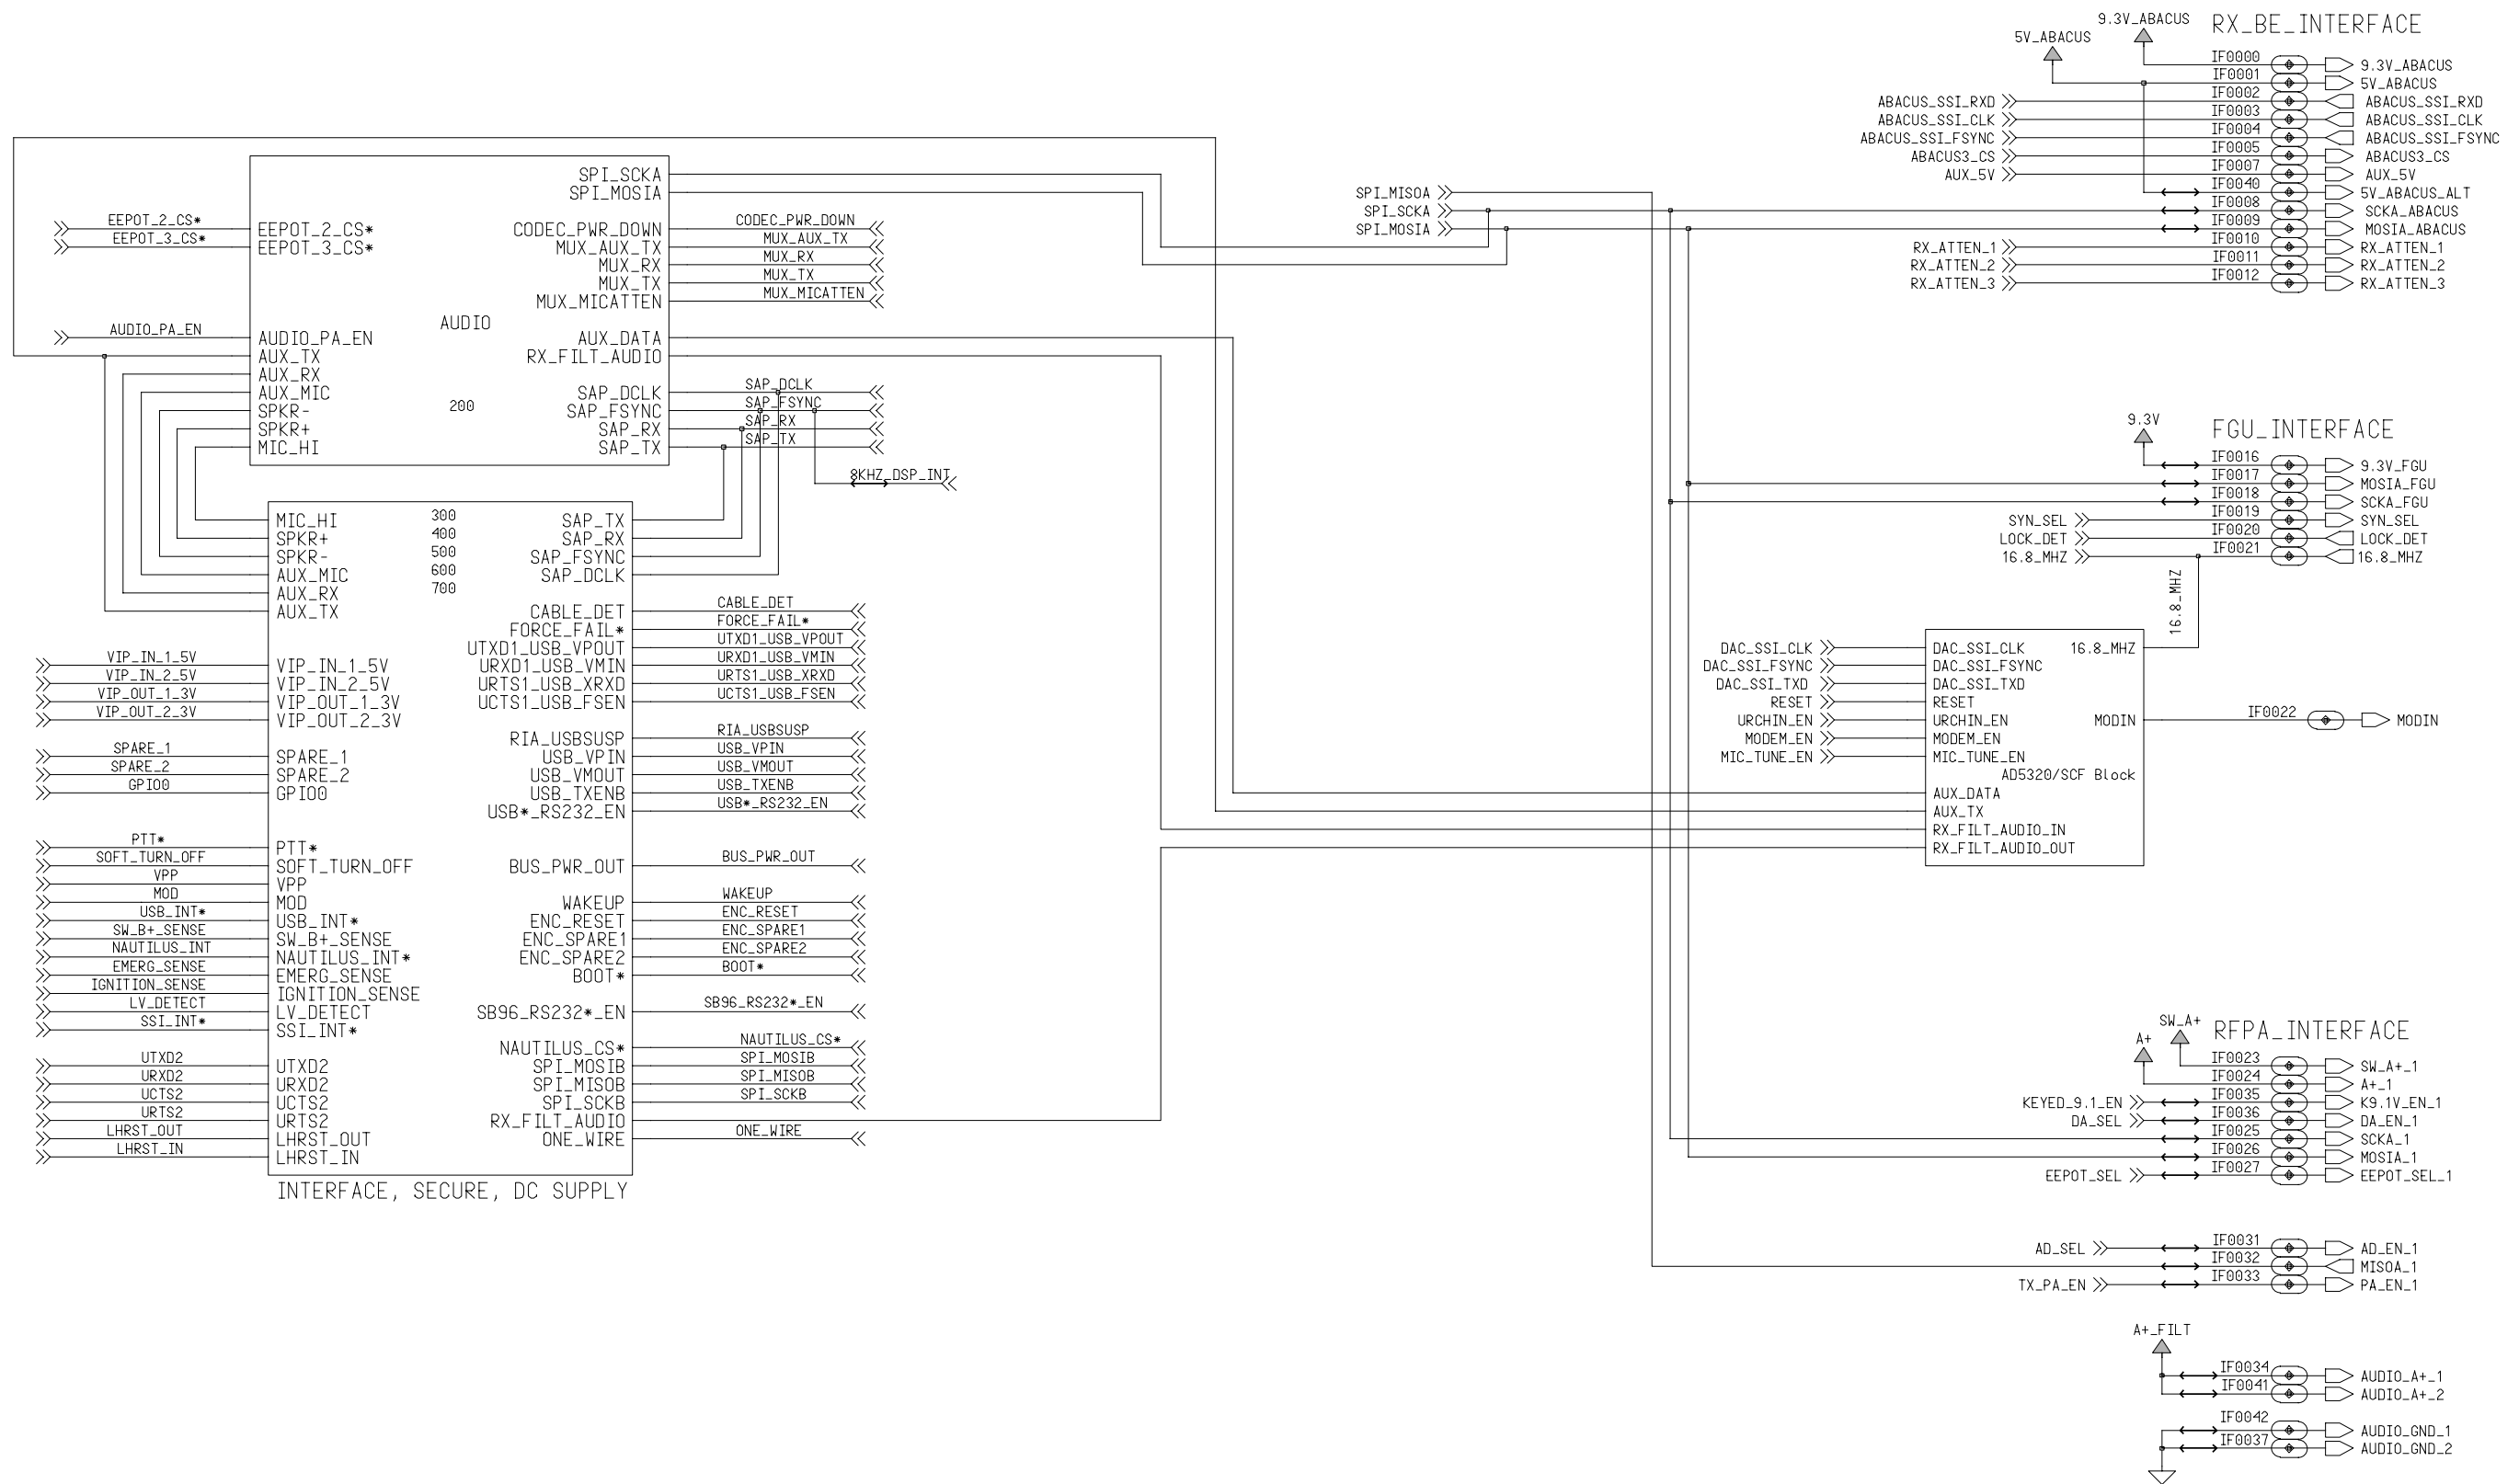 9.3V_ABACUS
RX_BE_INTERFACE
5V_ABACUS
IF0000 9.3V_ABACUS
IF0001 5V_ABACUS
ABACUS_SSI_RXD IF0002 ABACUS_SSI_RXD
ABACUS_SSI_CLK IF0003 ABACUS_SSI_CLK
ABACUS_SSI_FSYNC IF0004 ABACUS_SSI_FSYNC
ABACUS3_CS IF0005 ABACUS3_CS
AUX_5V IF0007 AUX_5V
IF0040 5V_ABACUS_ALT
SPI_MISOA
SPI_SCKA IF0008 SCKA_ABACUS
SPI_MOSIA IF0009 MOSIA_ABACUS
RX_ATTEN_1 IF0010 RX_ATTEN_1
RX_ATTEN_2 IF0011 RX_ATTEN_2
RX_ATTEN_3 IF0012 RX_ATTEN_3
SPI_SCKA
SPI_MOSIA
EEPOT_2_CS* EEPOT_2_CS* CODEC_PWR_DOWN CODEC_PWR_DOWN
EEPOT_3_CS* EEPOT_3_CS* MUX_AUX_TX MUX_AUX_TX
MUX_RX MUX_RX
MUX_TX MUX_TX
MUX_MICATTEN MUX_MICATTEN
AUDIO
AUDIO_PA_EN AUDIO_PA_EN AUX_DATA
AUX_TX RX_FILT_AUDIO
AUX_RX
AUX_MIC SAP_DCLK SAP_DCLK
SPKR- 200 SAP_FSYNC SAP_FSYNC
SPKR+ SAP_RX SAP_RX
MIC_HI SAP_TX SAP_TX
8KHZ_DSP_INT
9.3V
FGU_INTERFACE
IF0016 9.3V_FGU
IF0017 MOSIA_FGU
IF0018 SCKA_FGU
SYN_SEL IF0019 SYN_SEL
LOCK_DET IF0020 LOCK_DET
16.8_MHZ IF0021 16.8_MHZ
16.8_MHZ
MIC_HI 300 SAP_TX
SPKR+ 400 SAP_RX
SPKR- 500 SAP_FSYNC
AUX_MIC 600 SAP_DCLK
AUX_RX 700
AUX_TX CABLE_DET CABLE_DET
FORCE_FAIL* FORCE_FAIL*
UTXD1_USB_VPOUT UTXD1_USB_VPOUT
VIP_IN_1_5V VIP_IN_1_5V URXD1_USB_VMIN URXD1_USB_VMIN
VIP_IN_2_5V VIP_IN_2_5V URTS1_USB_XRXD URTS1_USB_XRXD
VIP_OUT_1_3V VIP_OUT_1_3V UCTS1_USB_FSEN UCTS1_USB_FSEN
VIP_OUT_2_3V VIP_OUT_2_3V
RIA_USBSUSP RIA_USBSUSP
SPARE_1 SPARE_1 USB_VPIN USB_VPIN
SPARE_2 SPARE_2 USB_VMOUT USB_VMOUT
GPIO0 GPIO0 USB_TXENB USB_TXENB
USB*_RS232_EN USB*_RS232_EN
PTT* PTT*
SOFT_TURN_OFF SOFT_TURN_OFF BUS_PWR_OUT BUS_PWR_OUT
VPP VPP
MOD MOD WAKEUP WAKEUP
USB_INT* USB_INT* ENC_RESET ENC_RESET
SW_B+_SENSE SW_B+_SENSE ENC_SPARE1 ENC_SPARE1
NAUTILUS_INT NAUTILUS_INT* ENC_SPARE2 ENC_SPARE2
EMERG_SENSE EMERG_SENSE BOOT* BOOT*
IGNITION_SENSE IGNITION_SENSE
LV_DETECT LV_DETECT SB96_RS232*_EN SB96_RS232*_EN
SSI_INT* SSI_INT*
NAUTILUS_CS* NAUTILUS_CS*
UTXD2 UTXD2 SPI_MOSIB SPI_MOSIB
URXD2 URXD2 SPI_MISOB SPI_MISOB
UCTS2 UCTS2 SPI_SCKB SPI_SCKB
URTS2 URTS2 RX_FILT_AUDIO
LHRST_OUT LHRST_OUT ONE_WIRE ONE_WIRE
LHRST_IN LHRST_IN
INTERFACE, SECURE, DC SUPPLY
DAC_SSI_CLK DAC_SSI_CLK 16.8_MHZ
DAC_SSI_FSYNC DAC_SSI_FSYNC
DAC_SSI_TXD DAC_SSI_TXD
RESET RESET
URCHIN_EN URCHIN_EN MODIN IF0022 MODIN
MODEM_EN MODEM_EN
MIC_TUNE_EN MIC_TUNE_EN
AD5320/SCF Block
AUX_DATA
AUX_TX
RX_FILT_AUDIO_IN
RX_FILT_AUDIO_OUT
SW_A+
RFPA_INTERFACE
A+
IF0023 SW_A+_1
IF0024 A+_1
KEYED_9.1_EN IF0035 K9.1V_EN_1
DA_SEL IF0036 DA_EN_1
IF0025 SCKA_1
IF0026 MOSIA_1
EEPOT_SEL IF0027 EEPOT_SEL_1
AD_SEL IF0031 AD_EN_1
IF0032 MISOA_1
TX_PA_EN IF0033 PA_EN_1
A+_FILT
IF0034 AUDIO_A+_1
IF0041 AUDIO_A+_2
IF0042 AUDIO_GND_1
IF0037 AUDIO_GND_2